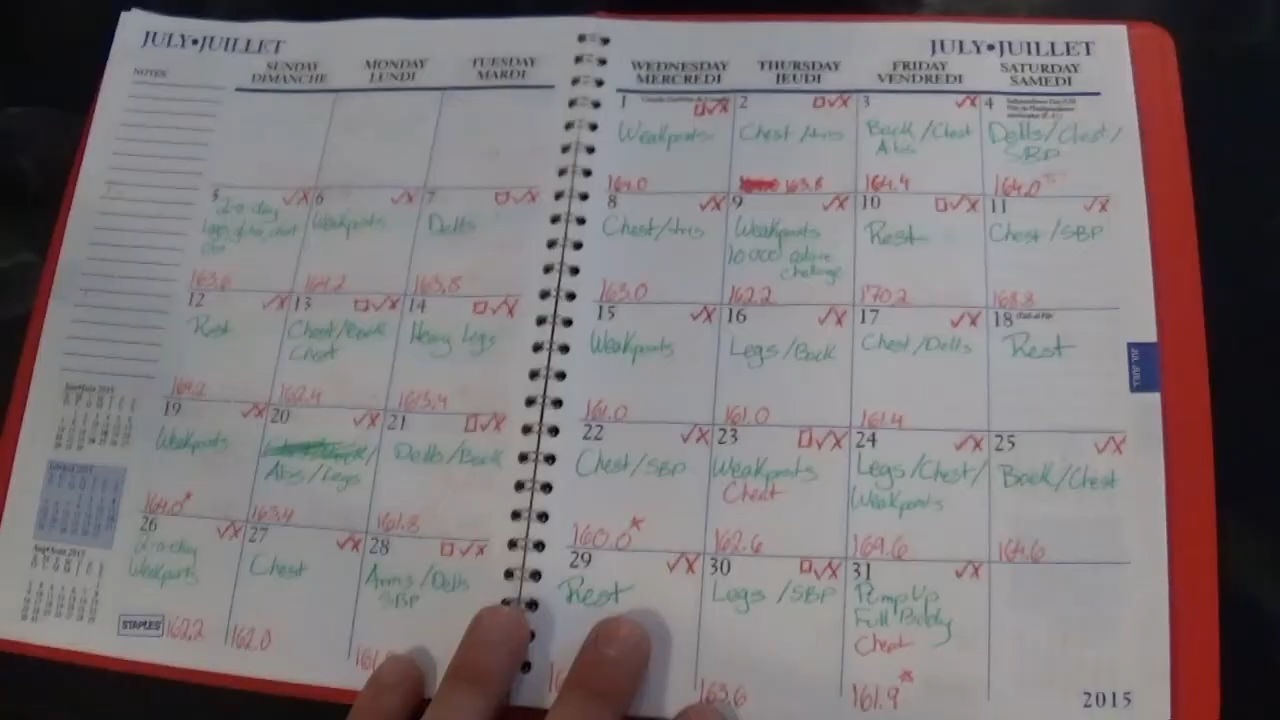 JULY•JUILLET
JULY•JUILLET
NOTES
SUNDAY
DIMANCHE
MONDAY
LUNDI
TUESDAY
MARDI
WEDNESDAY
MERCREDI
THURSDAY
JEUDI
FRIDAY
VENDREDI
SATURDAY
SAMEDI
1
Weakpoints
164.0
2
Chest /tris
163.8
3
Back /Chest
Abs
164.4
4
Delts/Chest/
SBP
164.0
5
2-a-day
163.6
6
Weakpoints
164.2
7
Delts
163.8
8
Chest/tris
163.0
9
Weakpoints
10000 calorie
challenge
162.2
10
Rest
170.2
11
Chest /SBP
168.8
12
Rest
164.2
13
Chest/Back
Cheat
162.4
14
Heavy Legs
163.4
15
Weakpoints
161.0
16
Legs /Back
161.0
17
Chest /Delts
161.4
18
Rest
19
Weakpoints
164.0*
20
Abs /Legs
163.4
21
Delts/Back
161.8
22
Chest/SBP
160.0*
23
Weakpoints
Cheat
162.6
24
Legs/Chest/
Weakpoints
169.6
25
Back /Chest
164.6
26
2-a-day
Weakpoints
162.2
27
Chest
162.0
28
Arms /Delts
SBP
161
29
Rest
30
Legs /SBP
163.6
31
Pump Up
Full Body
Cheat
161.9*
STAPLES
2015